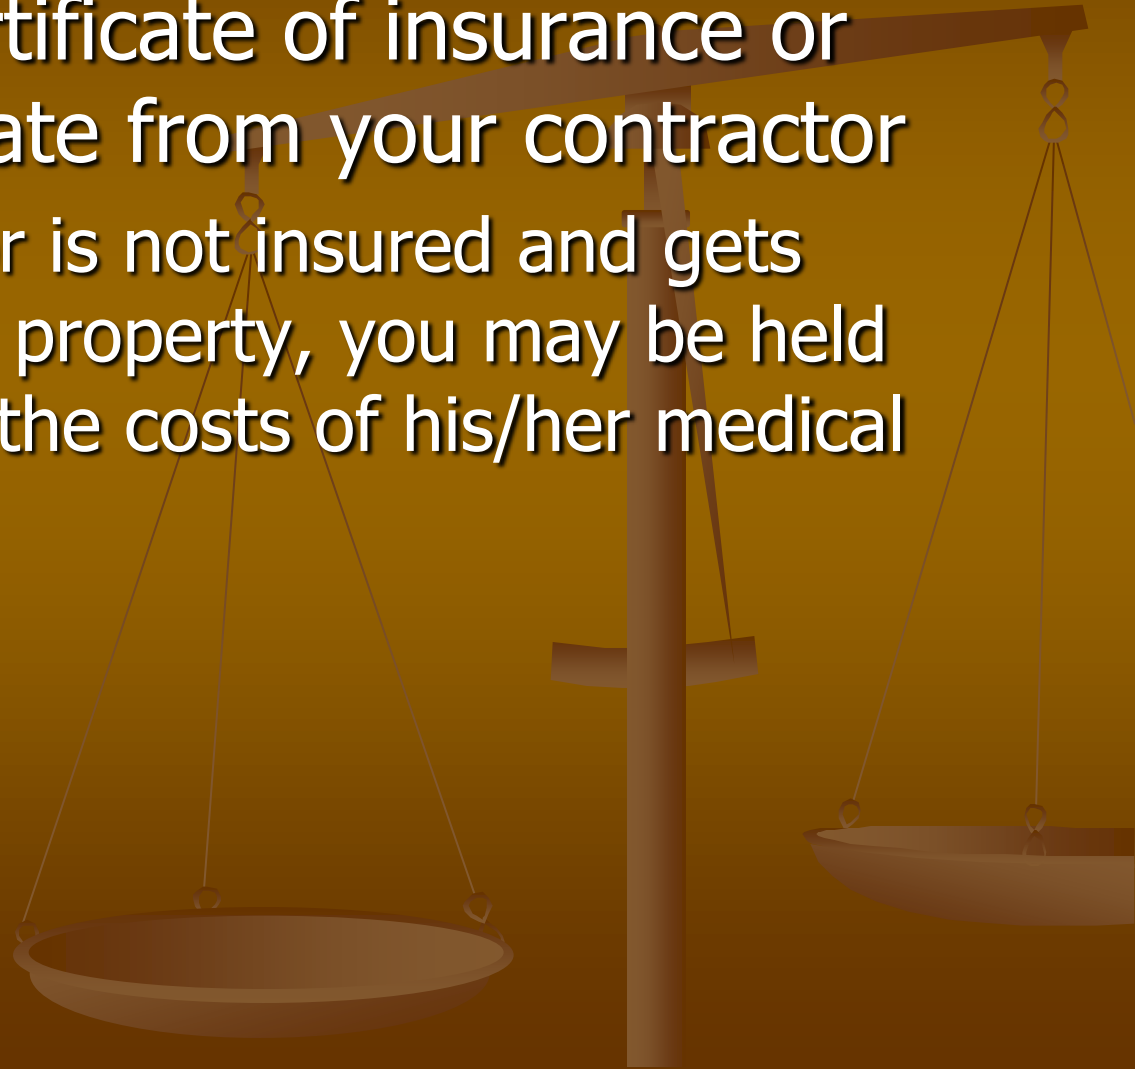 rtificate of insurance or
ate from your contractor
r is not insured and gets
property, you may be held
the costs of his/her medical